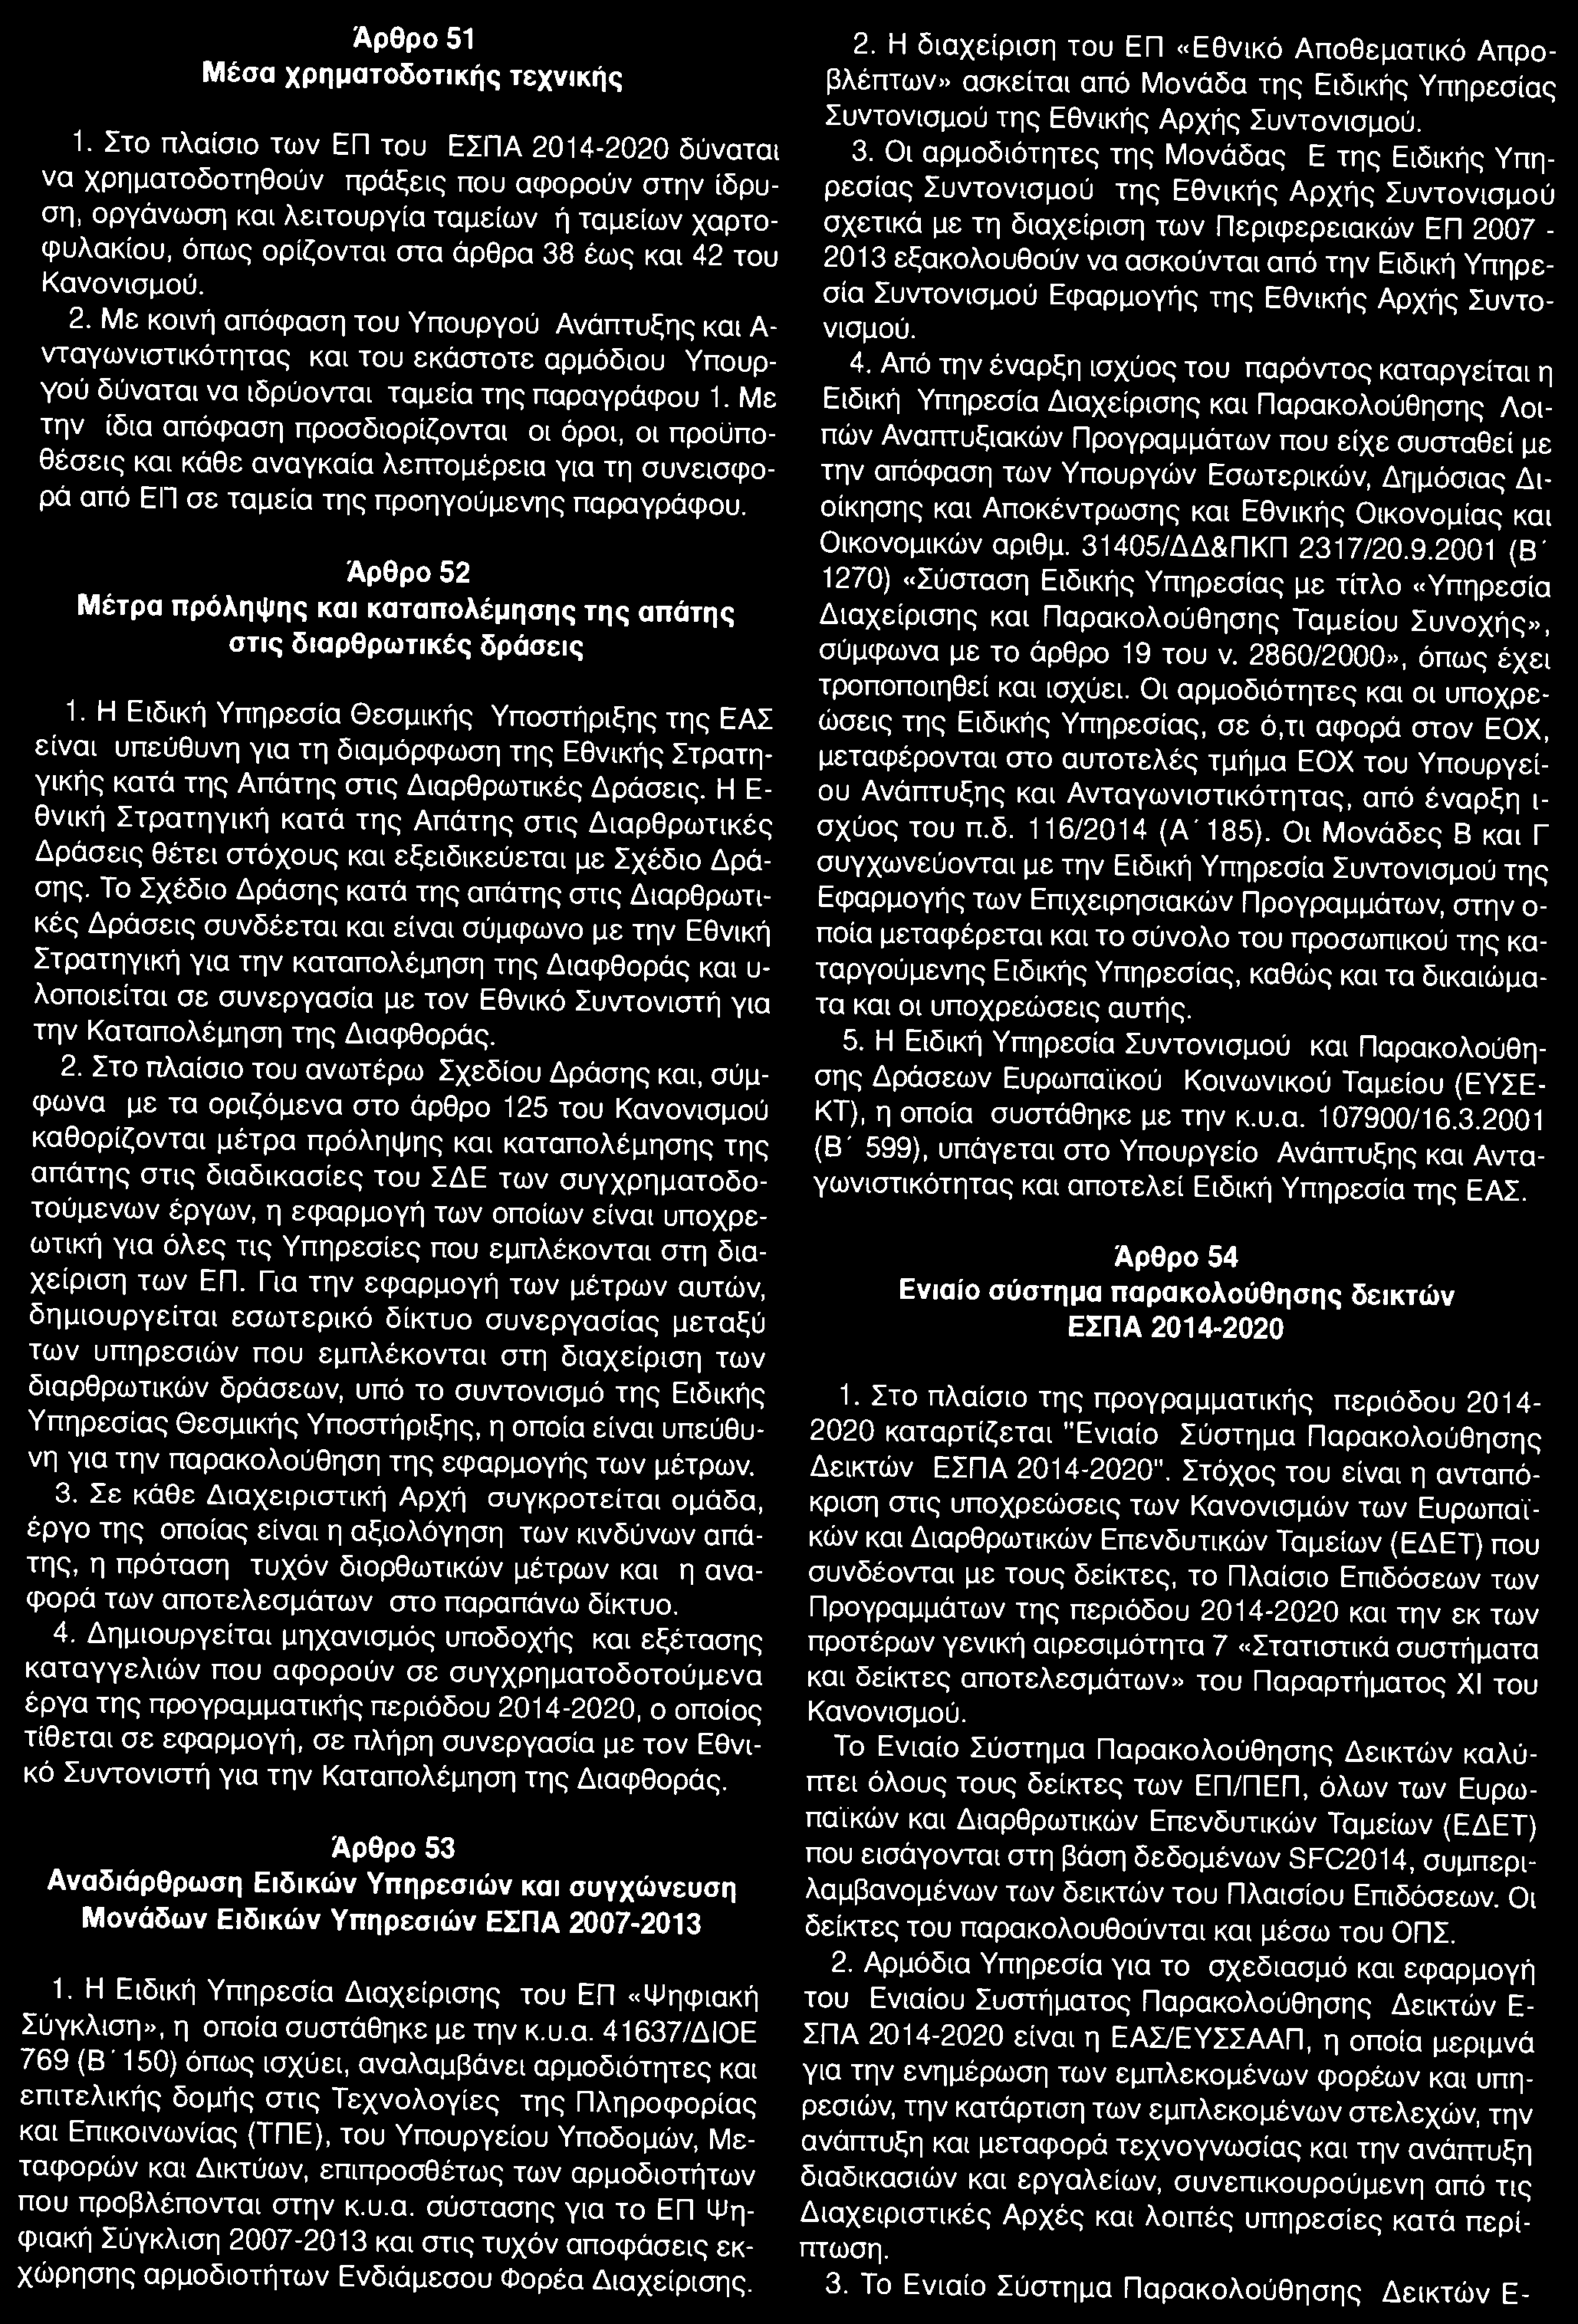 Άρθρο 51
Μέσα χρηματοδοτικής τεχνικής
1. Στο πλαίσιο των ΕΠ του ΕΣΠΑ 2014-2020 δύναται
να χρηματοδοτηθούν πράξεις που αφορούν στην ίδρυ-
ση, οργάνωση και λειτουργία ταμείων ή ταμείων χαρτο-
φυλακίου, όπως ορίζονται στα άρθρα 38 έως και 42 του
Κανονισμού.
2. Με κοινή απόφαση του Υπουργού Ανάπτυξης και Α-
νταγωνιστικότητας και του εκάστοτε αρμόδιου Υπουρ-
γού δύναται να ιδρύονται ταμεία της παραγράφου 1. Με
την ίδια απόφαση προσδιορίζονται οι όροι, οι προϋπο-
θέσεις και κάθε αναγκαία λεπτομέρεια για τη συνεισφο-
ρά από ΕΠ σε ταμεία της προηγούμενης παραγράφου.
Άρθρο 52
Μέτρα πρόληψης και καταπολέμησης της απάτης
στις διαρθρωτικές δράσεις
1. Η Ειδική Υπηρεσία Θεσμικής Υποστήριξης της ΕΑΣ
είναι υπεύθυνη για τη διαμόρφωση της Εθνικής Στρατη-
γικής κατά της Απάτης στις Διαρθρωτικές Δράσεις. Η Ε-
θνική Στρατηγική κατά της Απάτης στις Διαρθρωτικές
Δράσεις θέτει στόχους και εξειδικεύεται με Σχέδιο Δρά-
σης. Το Σχέδιο Δράσης κατά της απάτης στις Διαρθρωτι-
κές Δράσεις συνδέεται και είναι σύμφωνο με την Εθνική
Στρατηγική για την καταπολέμηση της Διαφθοράς και υ-
λοποιείται σε συνεργασία με τον Εθνικό Συντονιστή για
την Καταπολέμηση της Διαφθοράς.
2. Στο πλαίσιο του ανωτέρω Σχεδίου Δράσης και, σύμ-
φωνα με τα οριζόμενα στο άρθρο 125 του Κανονισμού
καθορίζονται μέτρα πρόληψης και καταπολέμησης της
απάτης στις διαδικασίες του ΣΔΕ των συγχρηματοδο-
τούμενων έργων, η εφαρμογή των οποίων είναι υποχρε-
ωτική για όλες τις Υπηρεσίες που εμπλέκονται στη δια-
χείριση των ΕΠ. Για την εφαρμογή των μέτρων αυτών,
δημιουργείται εσωτερικό δίκτυο συνεργασίας μεταξύ
των υπηρεσιών που εμπλέκονται στη διαχείριση των
διαρθρωτικών δράσεων, υπό το συντονισμό της Ειδικής
Υπηρεσίας Θεσμικής Υποστήριξης, η οποία είναι υπεύθυ-
νη για την παρακολούθηση της εφαρμογής των μέτρων.
3. Σε κάθε Διαχειριστική Αρχή συγκροτείται ομάδα,
έργο της οποίας είναι η αξιολόγηση των κινδύνων απά-
της, η πρόταση τυχόν διορθωτικών μέτρων και η ανα-
φορά των αποτελεσμάτων στο παραπάνω δίκτυο.
4. Δημιουργείται μηχανισμός υποδοχής και εξέτασης
καταγγελιών που αφορούν σε συγχρηματοδοτούμενα
έργα της προγραμματικής περιόδου 2014-2020, ο οποίος
τίθεται σε εφαρμογή, σε πλήρη συνεργασία με τον Εθνι-
κό Συντονιστή για την Καταπολέμηση της Διαφθοράς.
Άρθρο 53
Αναδιάρθρωση Ειδικών Υπηρεσιών και συγχώνευση
Μονάδων Ειδικών Υπηρεσιών ΕΣΠΑ 2007-2013
1. Η Ειδική Υπηρεσία Διαχείρισης του ΕΠ «Ψηφιακή
Σύγκλιση», η οποία συστάθηκε με την κ.υ.α. 41637/ΔΙΟΕ
769 (Β΄150) όπως ισχύει, αναλαμβάνει αρμοδιότητες και
επιτελικής δομής στις Τεχνολογίες της Πληροφορίας
και Επικοινωνίας (ΤΠΕ), του Υπουργείου Υποδομών, Με-
ταφορών και Δικτύων, επιπροσθέτως των αρμοδιοτήτων
που προβλέπονται στην κ.υ.α. σύστασης για το ΕΠ Ψη-
φιακή Σύγκλιση 2007-2013 και στις τυχόν αποφάσεις εκ-
χώρησης αρμοδιοτήτων Ενδιάμεσου Φορέα Διαχείρισης.
2. Η διαχείριση του ΕΠ «Εθνικό Αποθεματικό Απρο-
βλέπτων» ασκείται από Μονάδα της Ειδικής Υπηρεσίας
Συντονισμού της Εθνικής Αρχής Συντονισμού.
3. Οι αρμοδιότητες της Μονάδας Ε της Ειδικής Υπη-
ρεσίας Συντονισμού της Εθνικής Αρχής Συντονισμού
σχετικά με τη διαχείριση των Περιφερειακών ΕΠ 2007 -
2013 εξακολουθούν να ασκούνται από την Ειδική Υπηρε-
σία Συντονισμού Εφαρμογής της Εθνικής Αρχής Συντο-
νισμού.
4. Από την έναρξη ισχύος του παρόντος καταργείται η
Ειδική Υπηρεσία Διαχείρισης και Παρακολούθησης Λοι-
πών Αναπτυξιακών Προγραμμάτων που είχε συσταθεί με
την απόφαση των Υπουργών Εσωτερικών, Δημόσιας Δι-
οίκησης και Αποκέντρωσης και Εθνικής Οικονομίας και
Οικονομικών αριθμ. 31405/ΔΔ&ΠΚΠ 2317/20.9.2001 (Β΄
1270) «Σύσταση Ειδικής Υπηρεσίας με τίτλο «Υπηρεσία
Διαχείρισης και Παρακολούθησης Ταμείου Συνοχής»,
σύμφωνα με το άρθρο 19 του ν. 2860/2000», όπως έχει
τροποποιηθεί και ισχύει. Οι αρμοδιότητες και οι υποχρε-
ώσεις της Ειδικής Υπηρεσίας, σε ό,τι αφορά στον ΕΟΧ,
μεταφέρονται στο αυτοτελές τμήμα ΕΟΧ του Υπουργεί-
ου Ανάπτυξης και Ανταγωνιστικότητας, από έναρξη ι-
σχύος του π.δ. 116/2014 (Α΄185). Οι Μονάδες Β και Γ
συγχωνεύονται με την Ειδική Υπηρεσία Συντονισμού της
Εφαρμογής των Επιχειρησιακών Προγραμμάτων, στην ο-
ποία μεταφέρεται και το σύνολο του προσωπικού της κα-
ταργούμενης Ειδικής Υπηρεσίας, καθώς και τα δικαιώμα-
τα και οι υποχρεώσεις αυτής.
5. Η Ειδική Υπηρεσία Συντονισμού και Παρακολούθη-
σης Δράσεων Ευρωπαϊκού Κοινωνικού Ταμείου (ΕΥΣΕ-
ΚΤ), η οποία συστάθηκε με την κ.υ.α. 107900/16.3.2001
(Β΄ 599), υπάγεται στο Υπουργείο Ανάπτυξης και Αντα-
γωνιστικότητας και αποτελεί Ειδική Υπηρεσία της ΕΑΣ.
Άρθρο 54
Ενιαίο σύστημα παρακολούθησης δεικτών
ΕΣΠΑ 2014-2020
1. Στο πλαίσιο της προγραμματικής περιόδου 2014-
2020 καταρτίζεται "Ενιαίο Σύστημα Παρακολούθησης
Δεικτών ΕΣΠΑ 2014-2020". Στόχος του είναι η ανταπό-
κριση στις υποχρεώσεις των Κανονισμών των Ευρωπαϊ-
κών και Διαρθρωτικών Επενδυτικών Ταμείων (ΕΔΕΤ) που
συνδέονται με τους δείκτες, το Πλαίσιο Επιδόσεων των
Προγραμμάτων της περιόδου 2014-2020 και την εκ των
προτέρων γενική αιρεσιμότητα 7 «Στατιστικά συστήματα
και δείκτες αποτελεσμάτων» του Παραρτήματος ΧΙ του
Κανονισμού.
Το Ενιαίο Σύστημα Παρακολούθησης Δεικτών καλύ-
πτει όλους τους δείκτες των ΕΠ/ΠΕΠ, όλων των Ευρω-
παϊκών και Διαρθρωτικών Επενδυτικών Ταμείων (ΕΔΕΤ)
που εισάγονται στη βάση δεδομένων SFC2014, συμπερι-
λαμβανομένων των δεικτών του Πλαισίου Επιδόσεων. Οι
δείκτες του παρακολουθούνται και μέσω του ΟΠΣ.
2. Αρμόδια Υπηρεσία για το σχεδιασμό και εφαρμογή
του Ενιαίου Συστήματος Παρακολούθησης Δεικτών Ε-
ΣΠΑ 2014-2020 είναι η ΕΑΣ/ΕΥΣΣΑΑΠ, η οποία μεριμνά
για την ενημέρωση των εμπλεκομένων φορέων και υπη-
ρεσιών, την κατάρτιση των εμπλεκομένων στελεχών, την
ανάπτυξη και μεταφορά τεχνογνωσίας και την ανάπτυξη
διαδικασιών και εργαλείων, συνεπικουρούμενη από τις
Διαχειριστικές Αρχές και λοιπές υπηρεσίες κατά περί-
πτωση.
3. Το Ενιαίο Σύστημα Παρακολούθησης Δεικτών Ε-